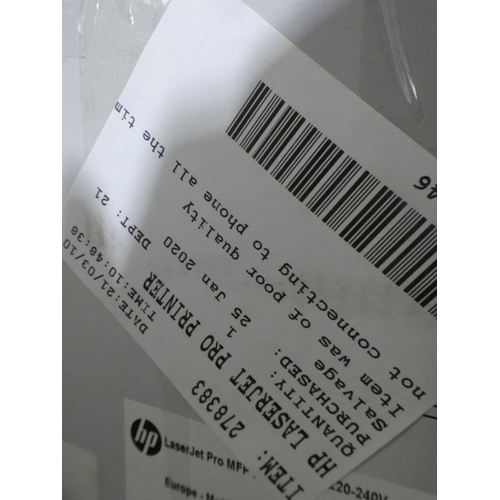 DATE:21/03/10
TIME:10:48:38
DEPT: 21
ITEM: 278383
HP LASERJET PRO PRINTER
QUANTITY: 1
PURCHASED: 25 Jan 2020
Salvage
Item was of poor quality
not connecting to phone all the tim
46
hp LaserJet Pro MFP
220-240V
Europe - M